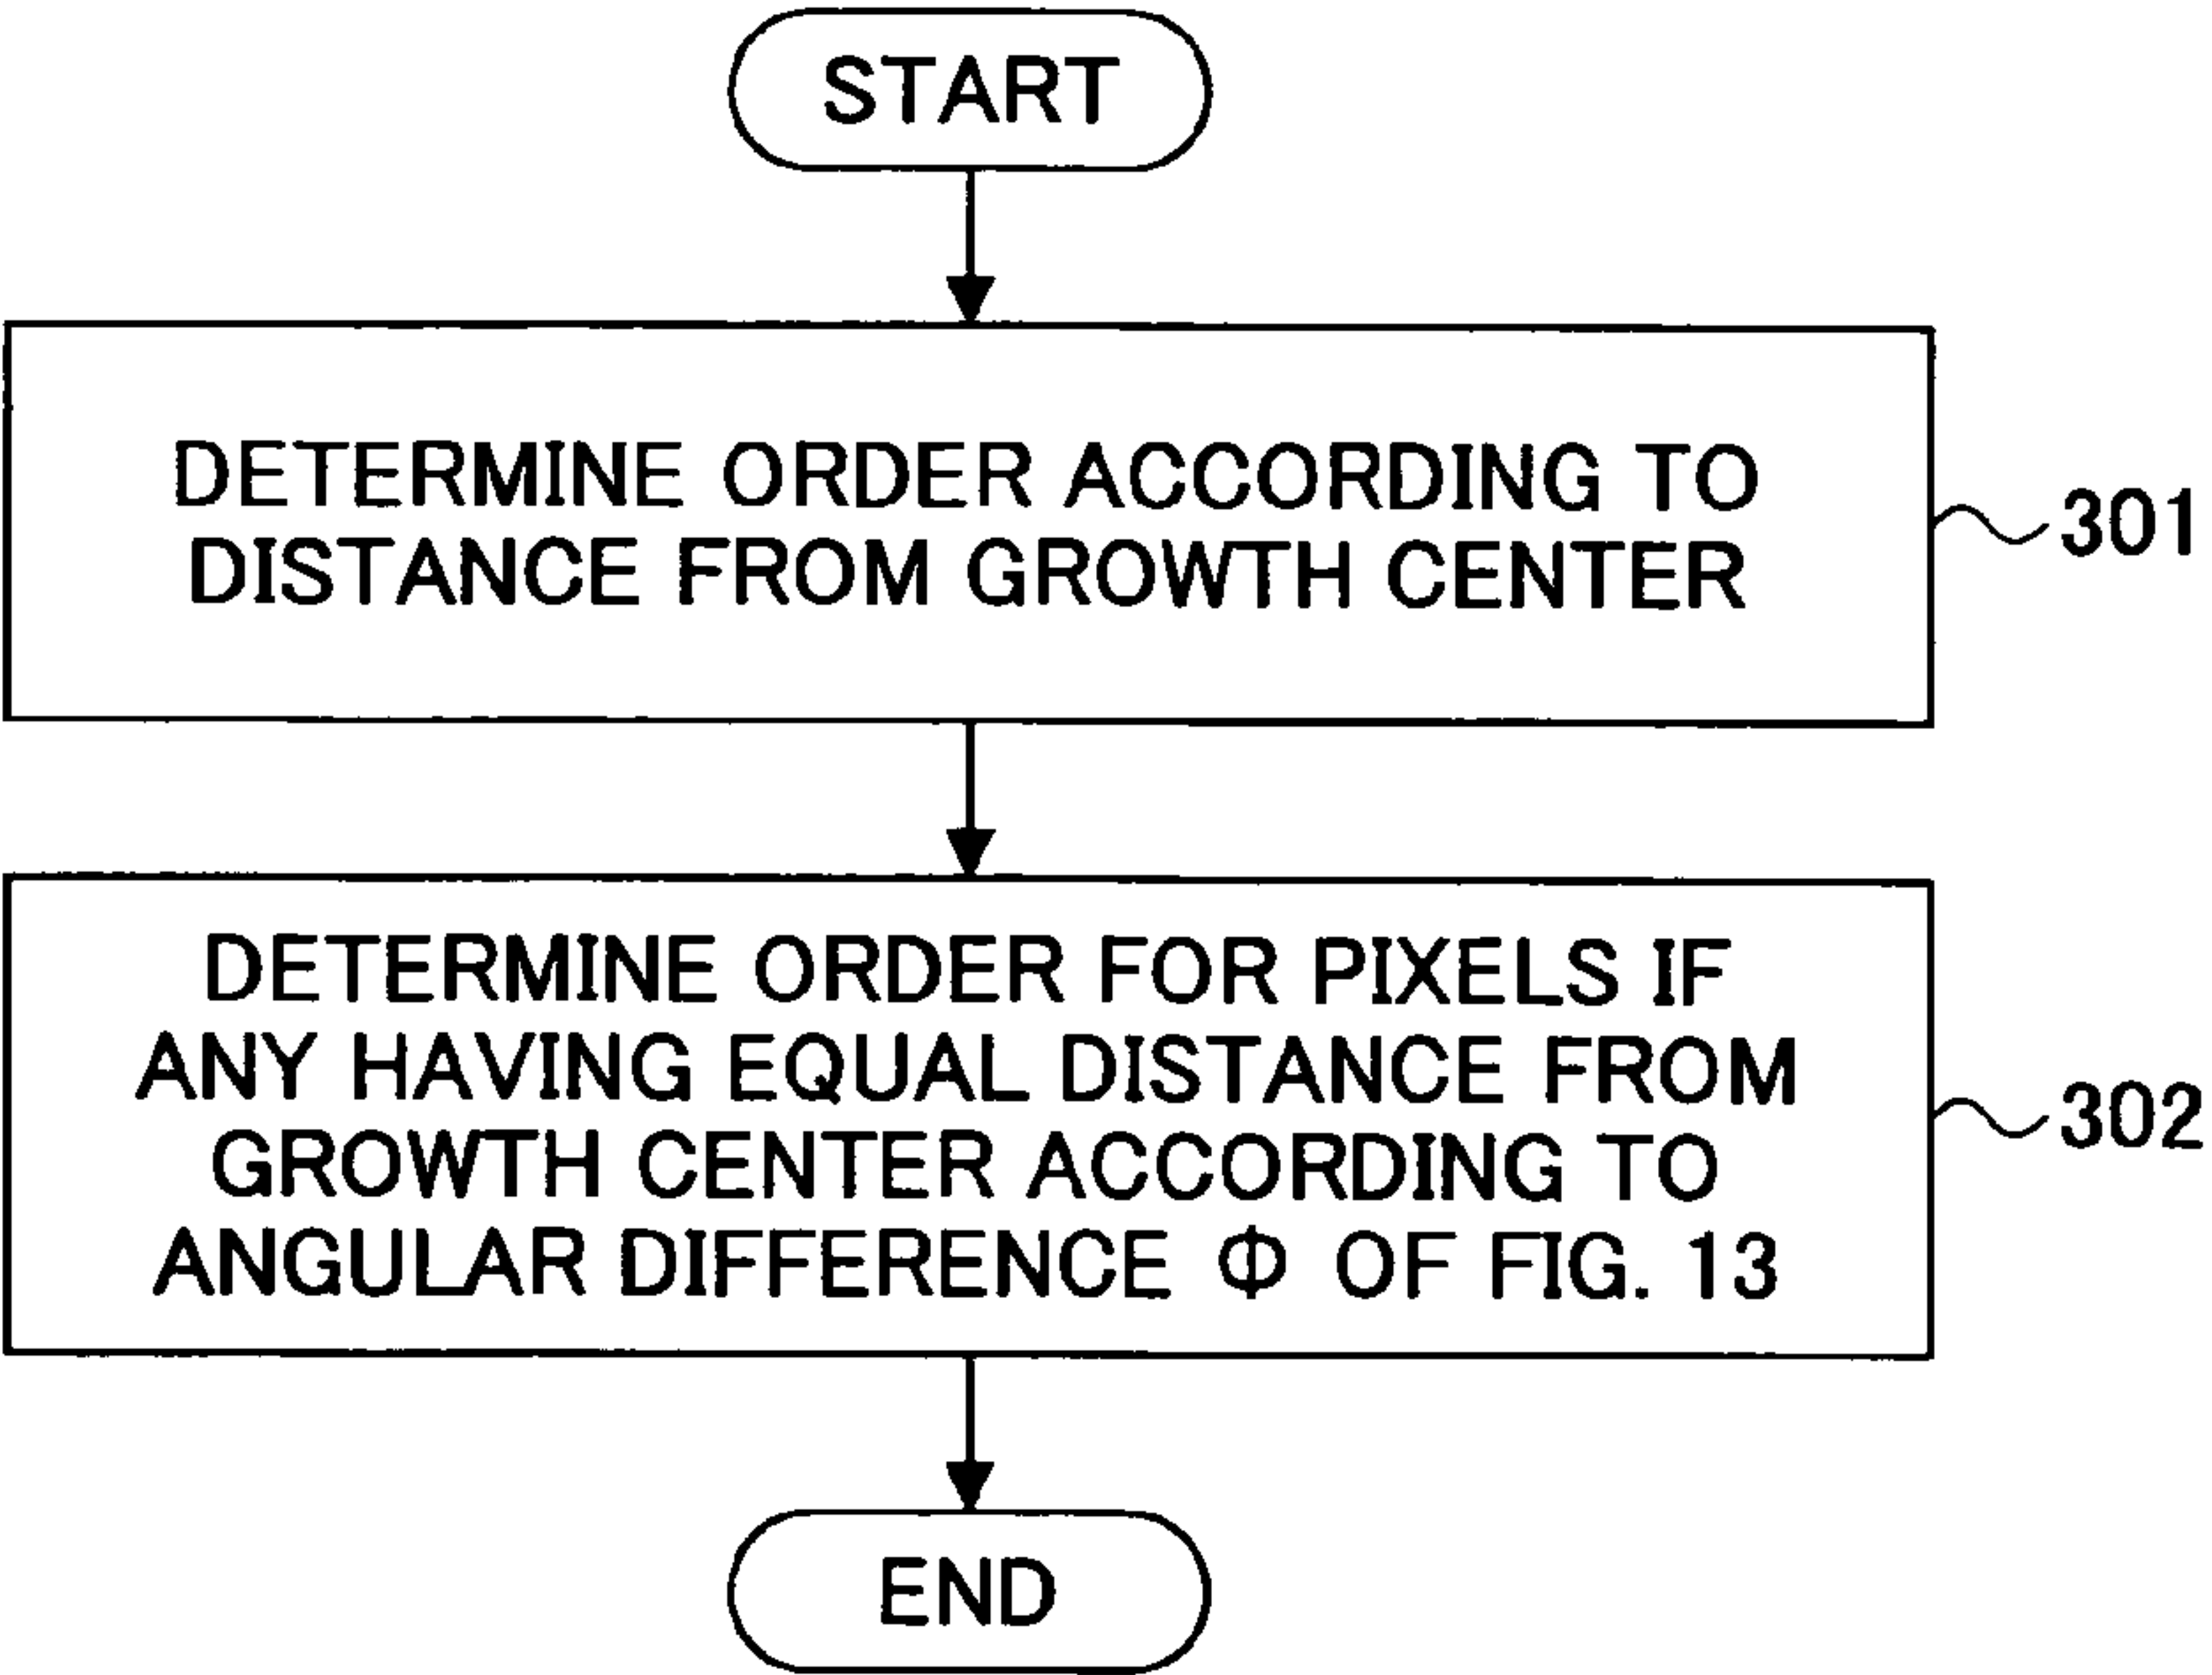 START
DETERMINE ORDER ACCORDING TO
DISTANCE FROM GROWTH CENTER
301
DETERMINE ORDER FOR PIXELS IF
ANY HAVING EQUAL DISTANCE FROM
GROWTH CENTER ACCORDING TO
ANGULAR DIFFERENCE Φ OF FIG. 13
302
END